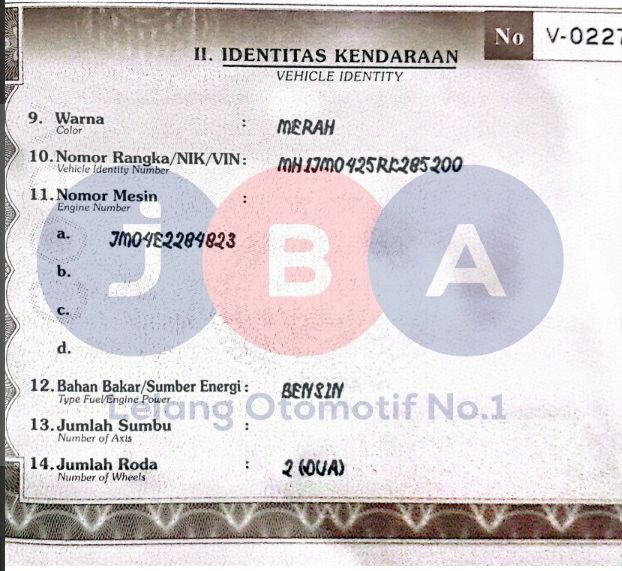 No V-0227
II. IDENTITAS KENDARAAN
VEHICLE IDENTITY
9. Warna : MERAH
Color
10. Nomor Rangka/NIK/VIN: MH1JM0425RK285200
Vehicle Identity Number
11. Nomor Mesin :
Engine Number
a. JM04E2284823
b.
c.
d.
12. Bahan Bakar/Sumber Energi: BENSIN
Type Fuel/Engine Power
13. Jumlah Sumbu :
Number of Axis
14. Jumlah Roda : 2 (DUA)
Number of Wheels
JBA
Lelang Otomotif No.1